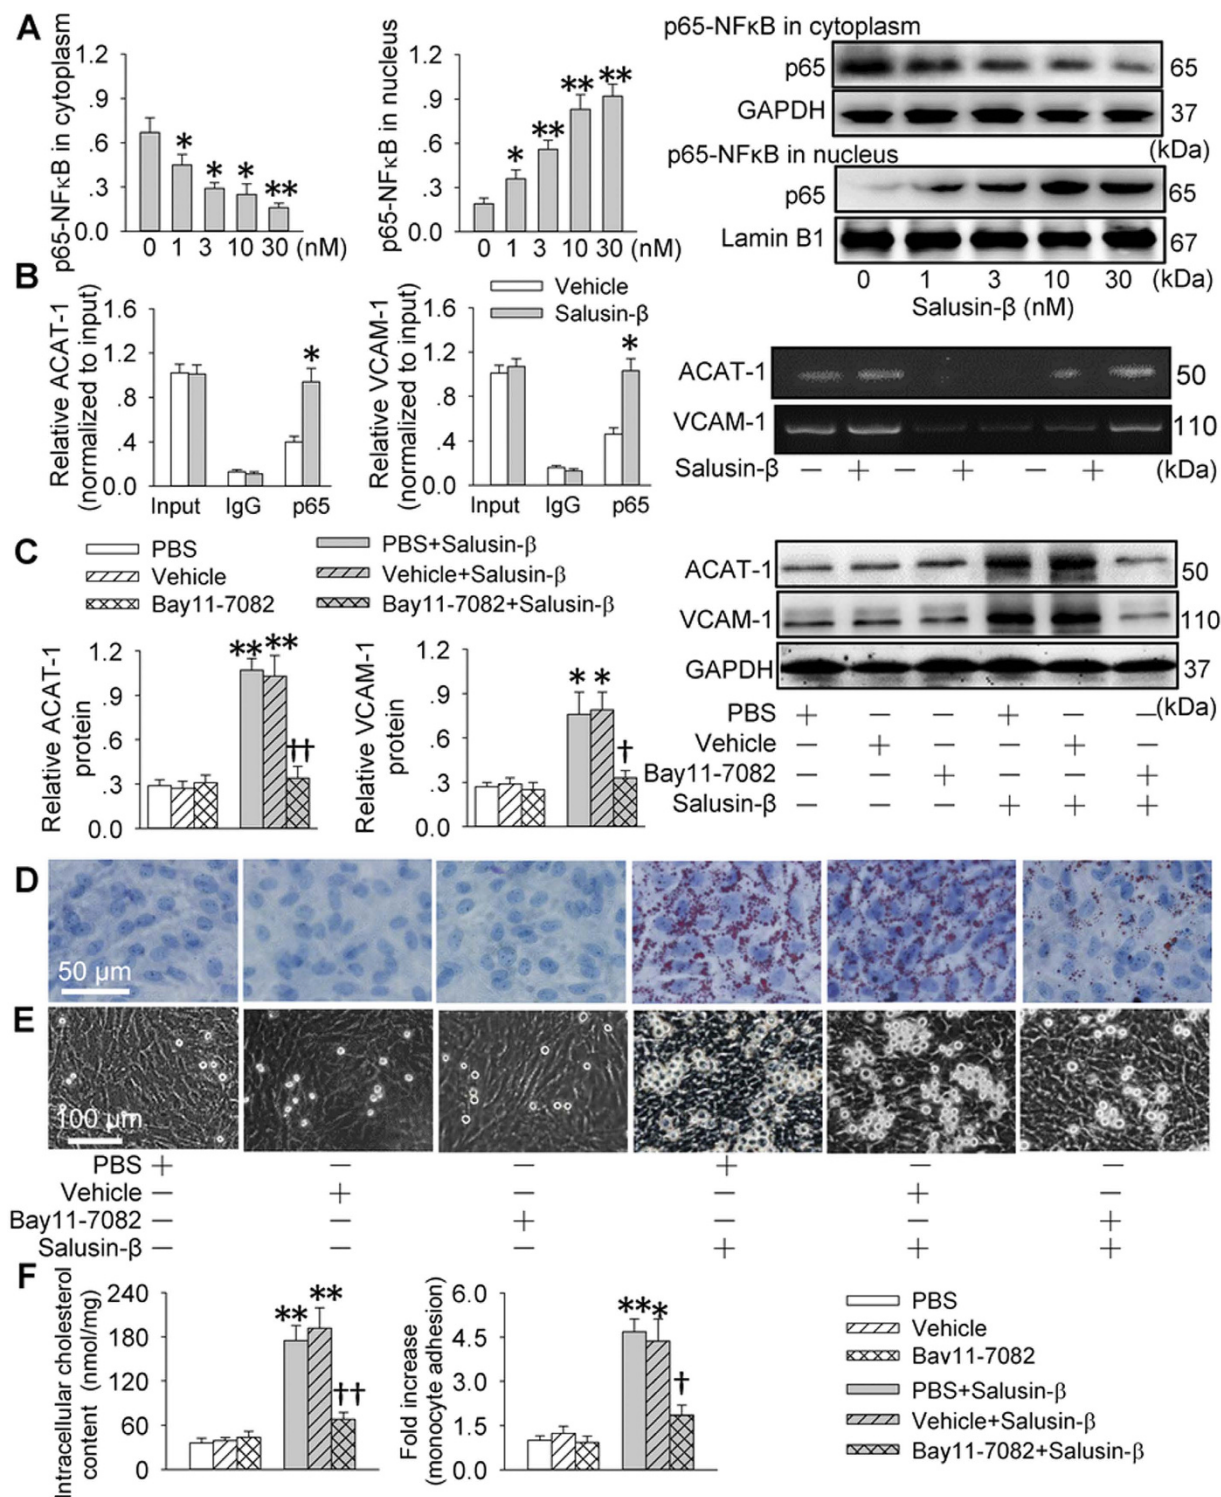 A
p65-NFκB in cytoplasm
1.2
.9
.6
.3
0.0
0 1 3 10 30 (nM)
* * * **
p65-NFκB in nucleus
1.2
.9
.6
.3
0.0
0 1 3 10 30 (nM)
* ** ** **
p65-NFκB in cytoplasm
p65 65
GAPDH 37
(kDa)
p65-NFκB in nucleus
p65 65
Lamin B1 67
0 1 3 10 30 (kDa)
Salusin-β (nM)
B
Relative ACAT-1
(normalized to input)
1.6
1.2
.8
.4
0.0
Input IgG p65
*
Relative VCAM-1
(normalized to input)
1.6
1.2
.8
.4
0.0
Input IgG p65
*
Vehicle
Salusin-β
ACAT-1 50
VCAM-1 110
Salusin-β — + — + — + (kDa)
C
PBS
Vehicle
Bay11-7082
PBS+Salusin-β
Vehicle+Salusin-β
Bay11-7082+Salusin-β
Relative ACAT-1
protein
1.2
.9
.6
.3
0.0
** ** ††
Relative VCAM-1
protein
1.2
.9
.6
.3
0.0
* * †
ACAT-1 50
VCAM-1 110
GAPDH 37
(kDa)
PBS + — — + — —
Vehicle — + — — + —
Bay11-7082 — — + — — +
Salusin-β — — — + + +
D
50 μm
E
100 μm
PBS + — — + — —
Vehicle — + — — + —
Bay11-7082 — — + — — +
Salusin-β — — — + + +
F
Intracellular cholesterol
content (nmol/mg)
240
180
120
60
0
** ** ††
Fold increase
(monocyte adhesion)
6.0
4.5
3.0
1.5
0.0
** * †
PBS
Vehicle
Bav11-7082
PBS+Salusin-β
Vehicle+Salusin-β
Bay11-7082+Salusin-β